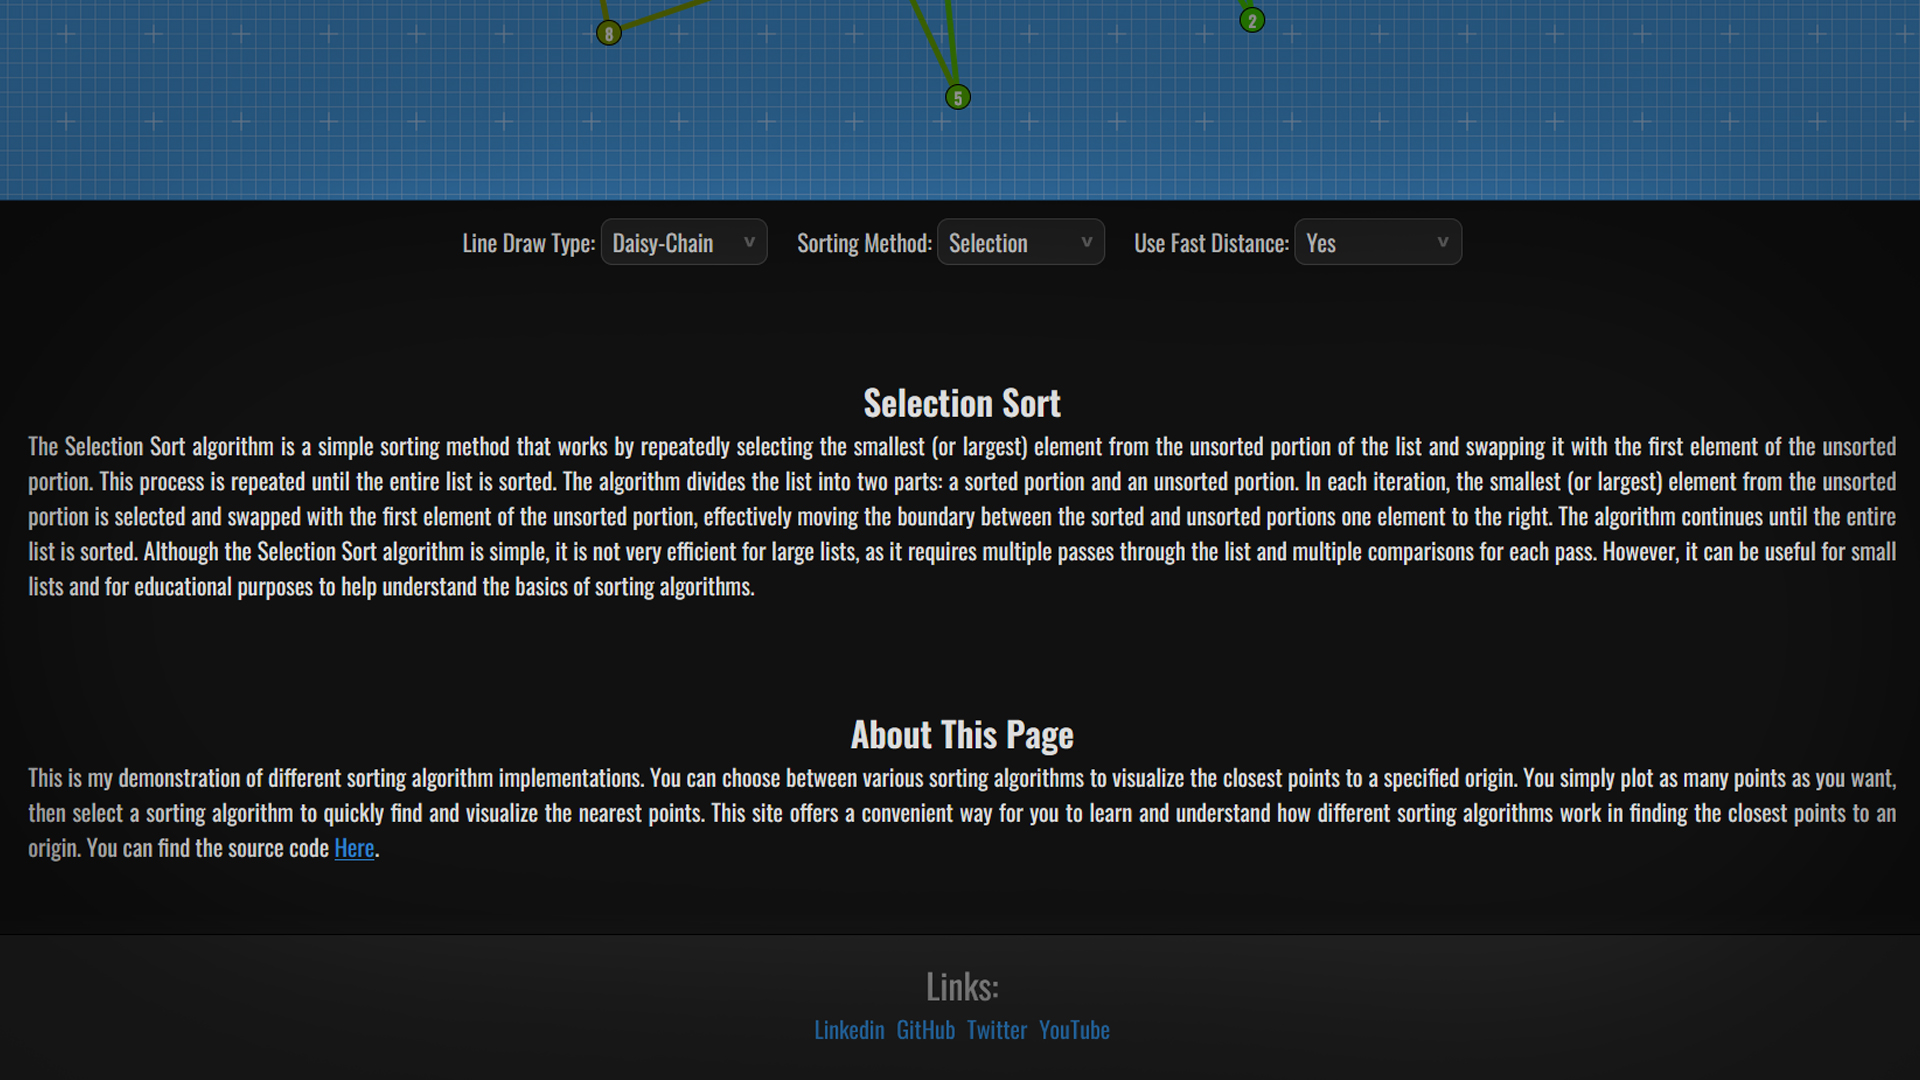 8
2
5
Line Draw Type: Daisy-Chain v Sorting Method: Selection v Use Fast Distance: Yes v
Selection Sort
The Selection Sort algorithm is a simple sorting method that works by repeatedly selecting the smallest (or largest) element from the unsorted portion of the list and swapping it with the first element of the unsorted
portion. This process is repeated until the entire list is sorted. The algorithm divides the list into two parts: a sorted portion and an unsorted portion. In each iteration, the smallest (or largest) element from the unsorted
portion is selected and swapped with the first element of the unsorted portion, effectively moving the boundary between the sorted and unsorted portions one element to the right. The algorithm continues until the entire
list is sorted. Although the Selection Sort algorithm is simple, it is not very efficient for large lists, as it requires multiple passes through the list and multiple comparisons for each pass. However, it can be useful for small
lists and for educational purposes to help understand the basics of sorting algorithms.
About This Page
This is my demonstration of different sorting algorithm implementations. You can choose between various sorting algorithms to visualize the closest points to a specified origin. You simply plot as many points as you want,
then select a sorting algorithm to quickly find and visualize the nearest points. This site offers a convenient way for you to learn and understand how different sorting algorithms work in finding the closest points to an
origin. You can find the source code Here.
Links:
Linkedin GitHub Twitter YouTube